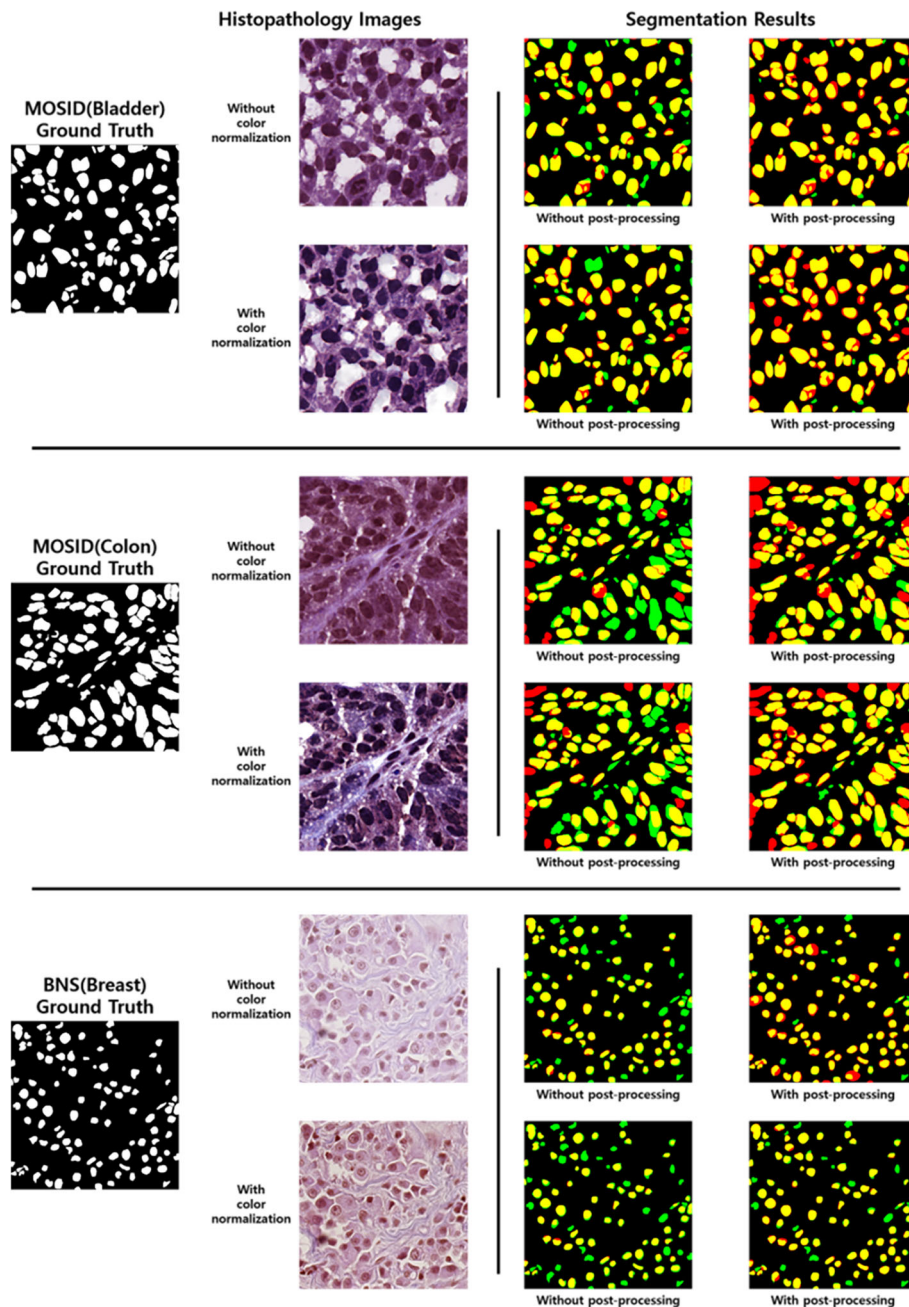 Histopathology Images
Segmentation Results
MOSID(Bladder)
Ground Truth
Without
color
normalization
Without post-processing
With post-processing
With
color
normalization
Without post-processing
With post-processing
MOSID(Colon)
Ground Truth
Without
color
normalization
Without post-processing
With post-processing
With
color
normalization
Without post-processing
With post-processing
BNS(Breast)
Ground Truth
Without
color
normalization
Without post-processing
With post-processing
With
color
normalization
Without post-processing
With post-processing